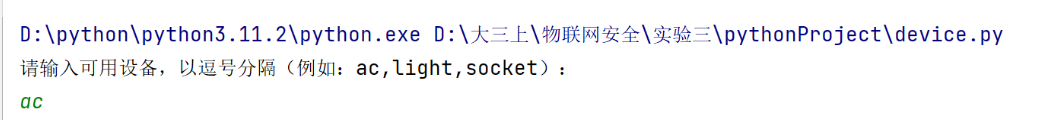 D:\python\python3.11.2\python.exe D:\大三上\物联网安全\实验三\pythonProject\device.py
请输入可用设备，以逗号分隔（例如：ac,light,socket）：
ac